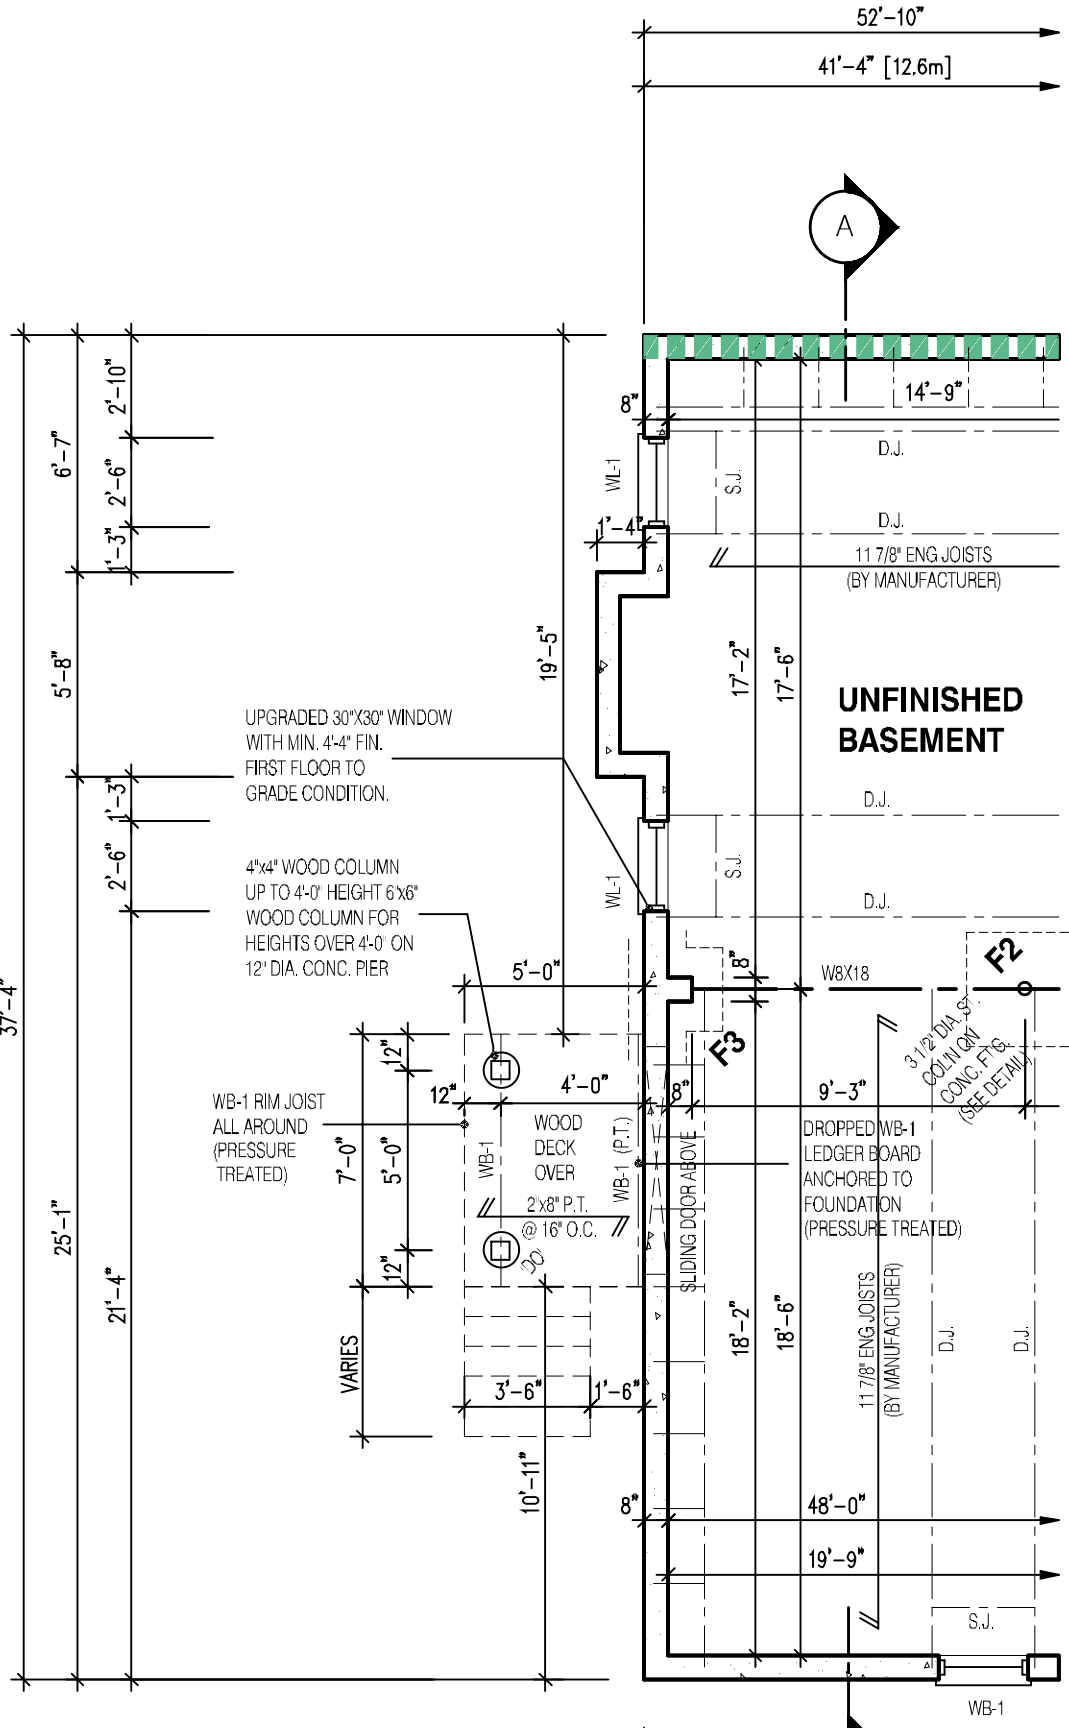 52'-10"
41'-4" [12.6m]
A
2'-10"
8"
14'-9"
6'-7"
D.J.
WL-1
S.J.
2'-6"
D.J.
1'-4"
1'-3"
11 7/8" ENG JOISTS
(BY MANUFACTURER)
19'-5"
17'-2"
17'-6"
5'-8"
UNFINISHED
BASEMENT
UPGRADED 30"X30" WINDOW
WITH MIN. 4'-4" FIN.
FIRST FLOOR TO
GRADE CONDITION.
1'-3"
D.J.
2'-6"
4"x4" WOOD COLUMN
UP TO 4'-0" HEIGHT 6"x6"
WOOD COLUMN FOR
HEIGHTS OVER 4'-0" ON
12" DIA. CONC. PIER
WL-1
S.J.
D.J.
5'-0"
8"
W8X18
F2
37'-4"
F3
3 1/2" DIA. ST.
COL'N ON
CONC. FTG.
(SEE DETAIL)
12"
12"
4'-0"
8"
9'-3"
WB-1 RIM JOIST
ALL AROUND
(PRESSURE
TREATED)
7'-0"
5'-0"
WB-1
WOOD
DECK
OVER
WB-1 (P.T.)
SLIDING DOOR ABOVE
DROPPED WB-1
LEDGER BOARD
ANCHORED TO
FOUNDATION
(PRESSURE TREATED)
2"x8" P.T.
@ 16" O.C.
25'-1"
12"
'DO'
21'-4"
18'-2"
18'-6"
11 7/8" ENG JOISTS
(BY MANUFACTURER)
D.J.
D.J.
VARIES
3'-6"
1'-6"
10'-11"
8"
48'-0"
19'-9"
S.J.
WB-1